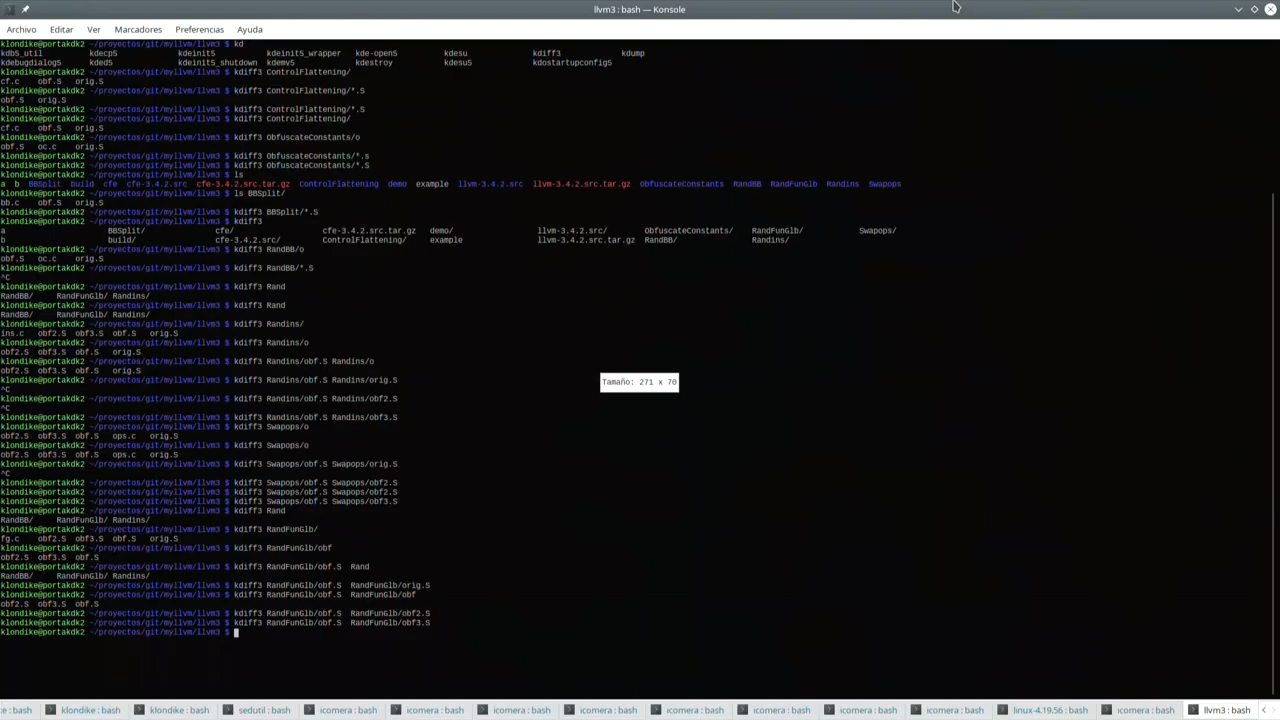 llvm3 : bash — Konsole
Archivo Editar Ver Marcadores Preferencias Ayuda
klondike@portakdk2 ~/proyectos/git/myllvm/llvm3 $ kd
kdb5_util kdecp5 kdeinit5 kdeinit5_wrapper kde-open5 kdesu kdiff3 kdump
kdebugdialog5 kded5 kdeinit5_shutdown kdemv5 kdestroy kdesu5 kdostartupconfig5
klondike@portakdk2 ~/proyectos/git/myllvm/llvm3 $ kdiff3 ControlFlattening/
cf.c obf.S orig.S
klondike@portakdk2 ~/proyectos/git/myllvm/llvm3 $ kdiff3 ControlFlattening/*.S
obf.S orig.S
klondike@portakdk2 ~/proyectos/git/myllvm/llvm3 $ kdiff3 ControlFlattening/*.S
klondike@portakdk2 ~/proyectos/git/myllvm/llvm3 $ kdiff3 ControlFlattening/
cf.c obf.S orig.S
klondike@portakdk2 ~/proyectos/git/myllvm/llvm3 $ kdiff3 ObfuscateConstants/o
obf.S oc.c orig.S
klondike@portakdk2 ~/proyectos/git/myllvm/llvm3 $ kdiff3 ObfuscateConstants/*.s
klondike@portakdk2 ~/proyectos/git/myllvm/llvm3 $ kdiff3 ObfuscateConstants/*.S
klondike@portakdk2 ~/proyectos/git/myllvm/llvm3 $ ls
a b BBSplit build cfe cfe-3.4.2.src cfe-3.4.2.src.tar.gz ControlFlattening demo example llvm-3.4.2.src llvm-3.4.2.src.tar.gz ObfuscateConstants RandBB RandFunGlb Randins Swapops
klondike@portakdk2 ~/proyectos/git/myllvm/llvm3 $ ls BBSplit/
bb.c obf.S orig.S
klondike@portakdk2 ~/proyectos/git/myllvm/llvm3 $ kdiff3 BBSplit/*.S
klondike@portakdk2 ~/proyectos/git/myllvm/llvm3 $ kdiff3
a BBSplit/ cfe/ cfe-3.4.2.src.tar.gz demo/ llvm-3.4.2.src/ ObfuscateConstants/ RandFunGlb/ Swapops/
b build/ cfe-3.4.2.src/ ControlFlattening/ example llvm-3.4.2.src.tar.gz RandBB/ Randins/
klondike@portakdk2 ~/proyectos/git/myllvm/llvm3 $ kdiff3 RandBB/o
obf.S oc.c orig.S
klondike@portakdk2 ~/proyectos/git/myllvm/llvm3 $ kdiff3 RandBB/*.S
^C
klondike@portakdk2 ~/proyectos/git/myllvm/llvm3 $ kdiff3 Rand
RandBB/ RandFunGlb/ Randins/
klondike@portakdk2 ~/proyectos/git/myllvm/llvm3 $ kdiff3 Rand
RandBB/ RandFunGlb/ Randins/
klondike@portakdk2 ~/proyectos/git/myllvm/llvm3 $ kdiff3 Randins/
ins.c obf2.S obf3.S obf.S orig.S
klondike@portakdk2 ~/proyectos/git/myllvm/llvm3 $ kdiff3 Randins/o
obf2.S obf3.S obf.S orig.S
klondike@portakdk2 ~/proyectos/git/myllvm/llvm3 $ kdiff3 Randins/obf.S Randins/o
obf2.S obf3.S obf.S orig.S
klondike@portakdk2 ~/proyectos/git/myllvm/llvm3 $ kdiff3 Randins/obf.S Randins/orig.S
^C
klondike@portakdk2 ~/proyectos/git/myllvm/llvm3 $ kdiff3 Randins/obf.S Randins/obf2.S
^C
klondike@portakdk2 ~/proyectos/git/myllvm/llvm3 $ kdiff3 Randins/obf.S Randins/obf3.S
klondike@portakdk2 ~/proyectos/git/myllvm/llvm3 $ kdiff3 Swapops/o
obf2.S obf3.S obf.S ops.c orig.S
klondike@portakdk2 ~/proyectos/git/myllvm/llvm3 $ kdiff3 Swapops/o
obf2.S obf3.S obf.S orig.S
klondike@portakdk2 ~/proyectos/git/myllvm/llvm3 $ kdiff3 Swapops/obf.S Swapops/orig.S
^C
klondike@portakdk2 ~/proyectos/git/myllvm/llvm3 $ kdiff3 Swapops/obf.S Swapops/obf2.S
klondike@portakdk2 ~/proyectos/git/myllvm/llvm3 $ kdiff3 Swapops/obf.S Swapops/obf2.S
klondike@portakdk2 ~/proyectos/git/myllvm/llvm3 $ kdiff3 Swapops/obf.S Swapops/obf3.S
klondike@portakdk2 ~/proyectos/git/myllvm/llvm3 $ kdiff3 Rand
RandBB/ RandFunGlb/ Randins/
klondike@portakdk2 ~/proyectos/git/myllvm/llvm3 $ kdiff3 RandFunGlb/
fg.c obf2.S obf3.S obf.S orig.S
klondike@portakdk2 ~/proyectos/git/myllvm/llvm3 $ kdiff3 RandFunGlb/obf
obf2.S obf3.S obf.S
klondike@portakdk2 ~/proyectos/git/myllvm/llvm3 $ kdiff3 RandFunGlb/obf.S Rand
RandBB/ RandFunGlb/ Randins/
klondike@portakdk2 ~/proyectos/git/myllvm/llvm3 $ kdiff3 RandFunGlb/obf.S RandFunGlb/orig.S
klondike@portakdk2 ~/proyectos/git/myllvm/llvm3 $ kdiff3 RandFunGlb/obf.S RandFunGlb/obf
obf2.S obf3.S obf.S
klondike@portakdk2 ~/proyectos/git/myllvm/llvm3 $ kdiff3 RandFunGlb/obf.S RandFunGlb/obf2.S
klondike@portakdk2 ~/proyectos/git/myllvm/llvm3 $ kdiff3 RandFunGlb/obf.S RandFunGlb/obf3.S
klondike@portakdk2 ~/proyectos/git/myllvm/llvm3 $
Tamaño: 271 x 70
ke : bash klondike : bash klondike : bash sedutil : bash icomera : bash icomera : bash icomera : bash icomera : bash icomera : bash icomera : bash icomera : bash icomera : bash linux-4.19.56 : bash icomera : bash llvm3 : bash